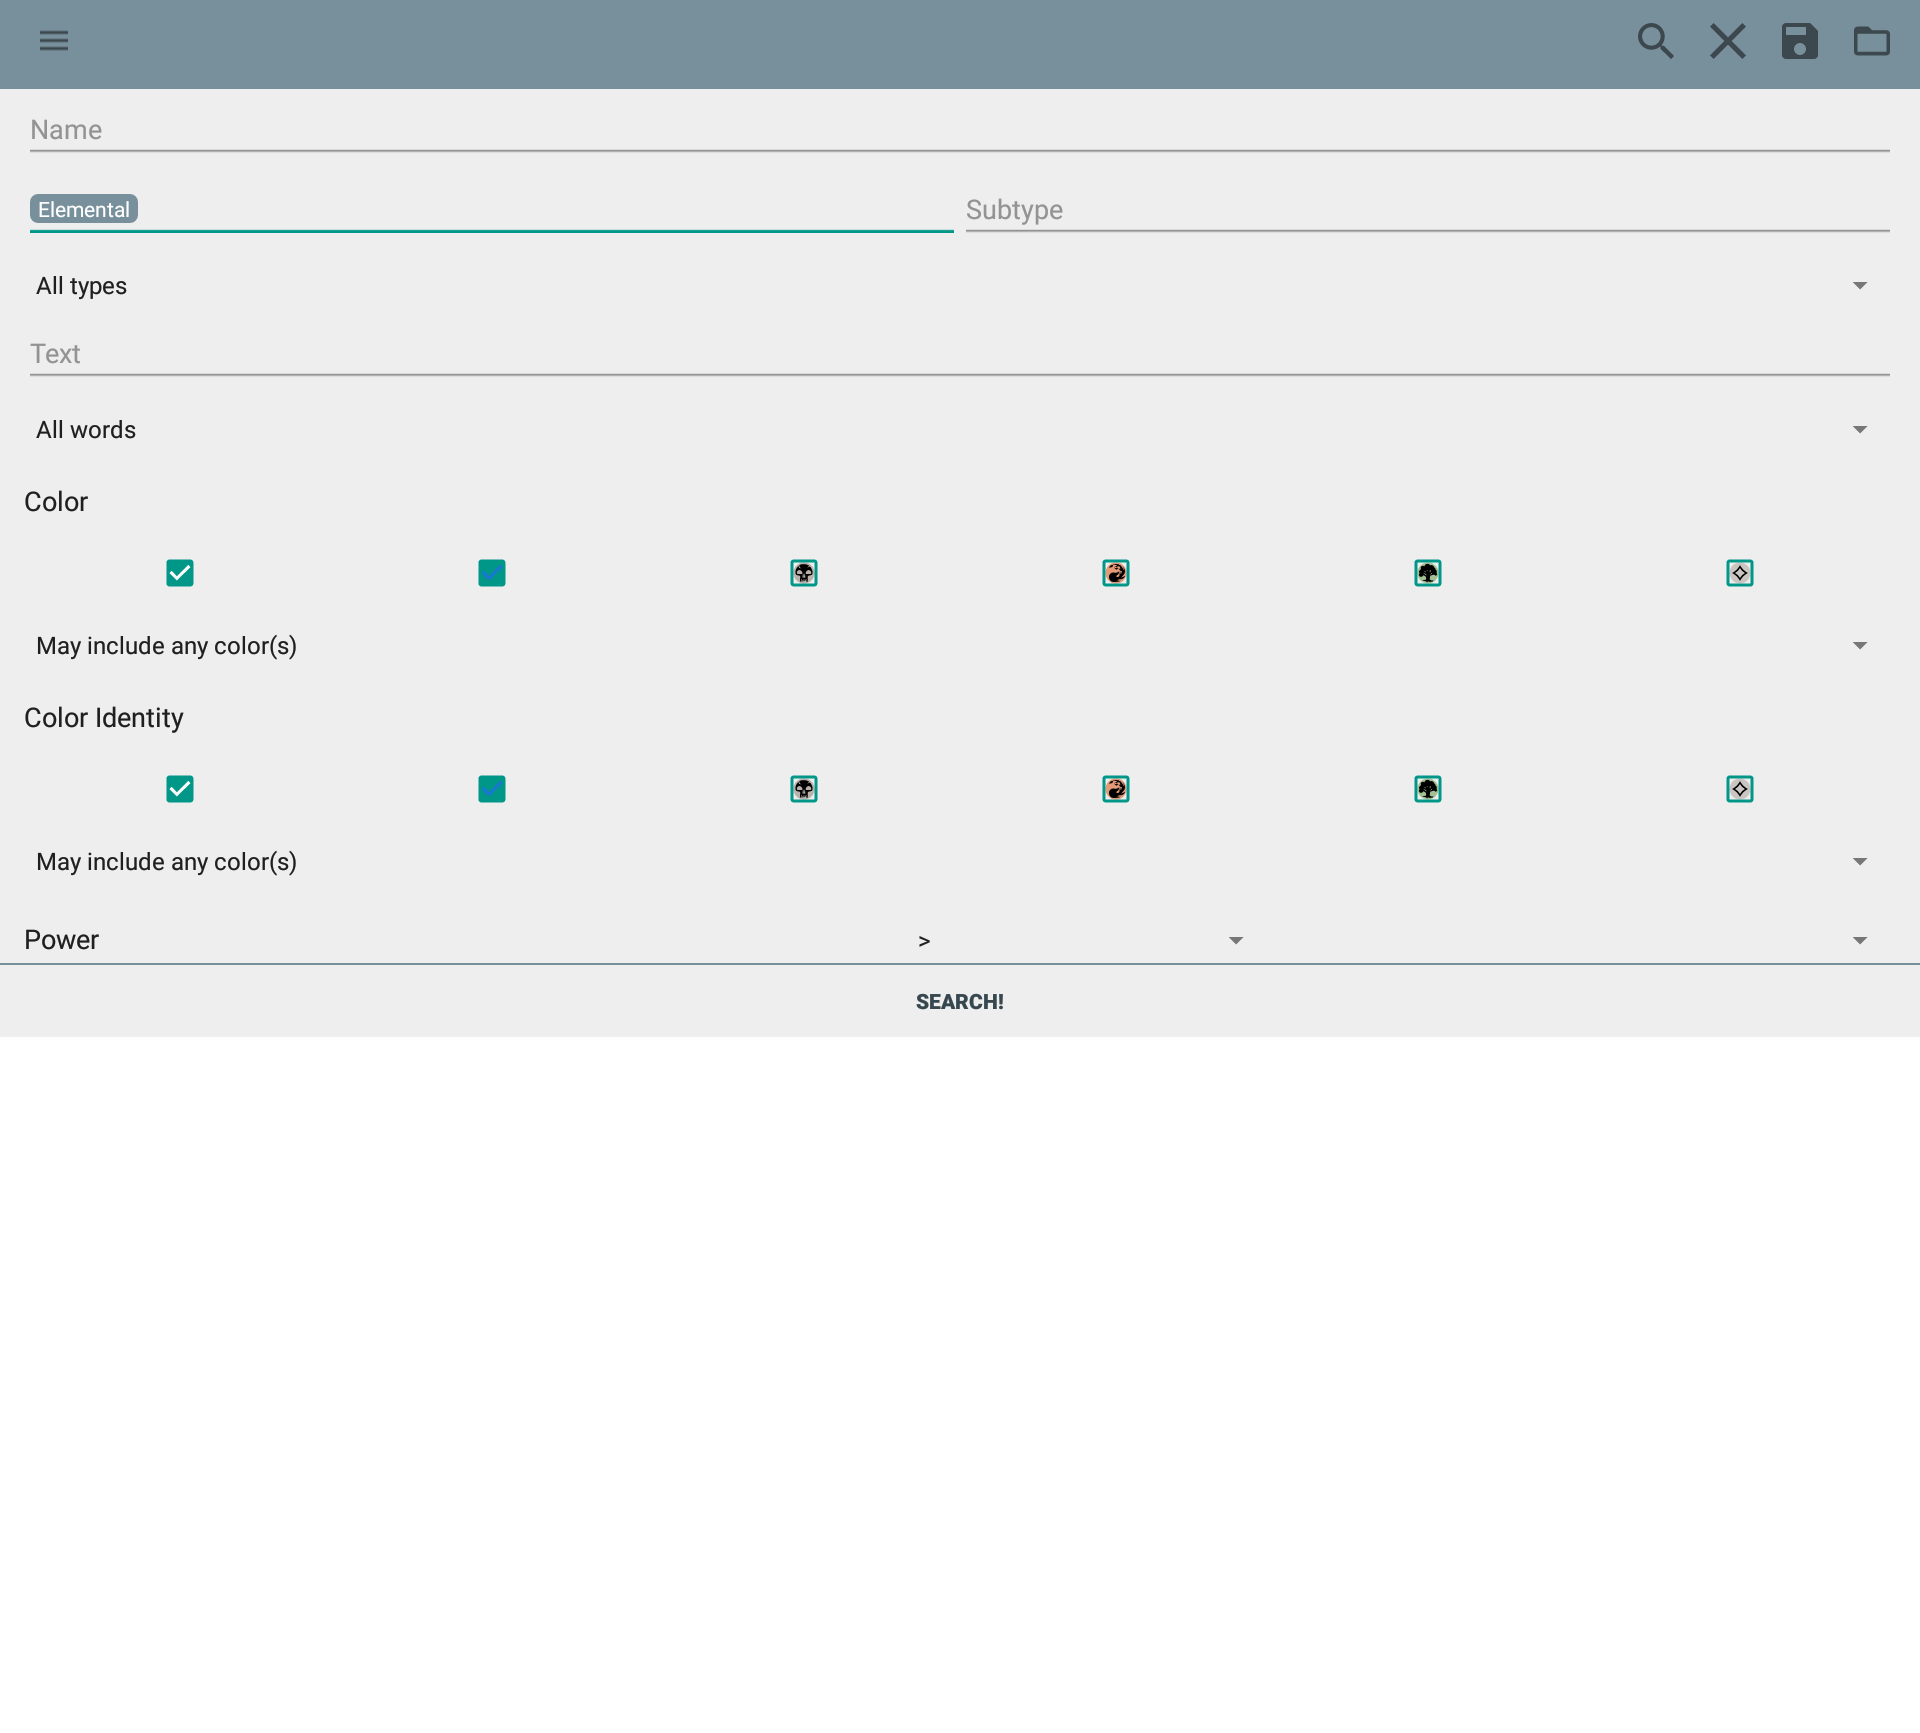 Name
Elemental Subtype
All types
Text
All words
Color
May include any color(s)
Color Identity
May include any color(s)
Power >
SEARCH!